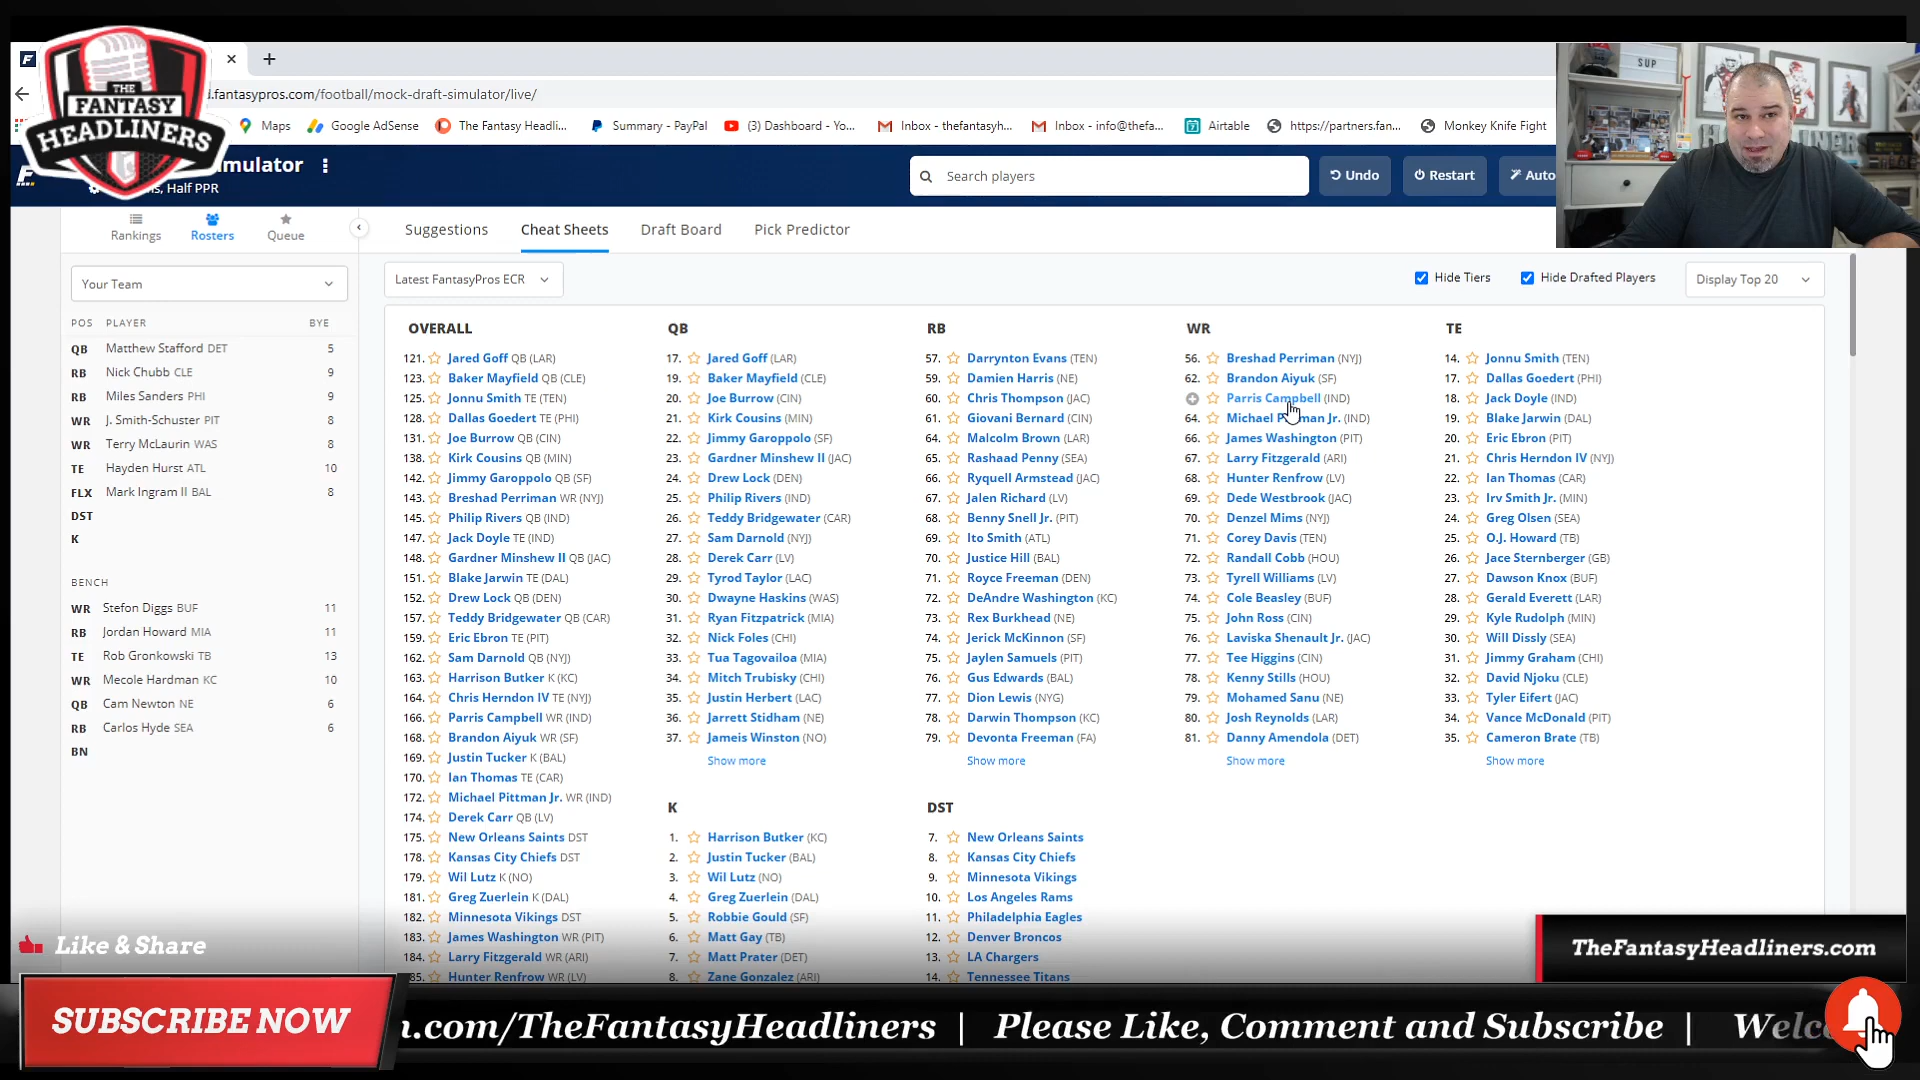 THE
FANTASY
HEADLINERS
.fantasypros.com/football/mock-draft-simulator/live/
Maps
Google AdSense
The Fantasy Headli...
Summary - PayPal
(3) Dashboard - Yo...
Inbox - thefantasyh...
Inbox - info@thefa...
Airtable
https://partners.fan...
Monkey Knife Fight
SUP
mulator
s, Half PPR
Search players
Undo
Restart
Auto
Rankings
Rosters
Queue
Suggestions
Cheat Sheets
Draft Board
Pick Predictor
Your Team
Latest FantasyPros ECR
Hide Tiers
Hide Drafted Players
Display Top 20
POS PLAYER BYE
QB Matthew Stafford DET 5
RB Nick Chubb CLE 9
RB Miles Sanders PHI 9
WR J. Smith-Schuster PIT 8
WR Terry McLaurin WAS 8
TE Hayden Hurst ATL 10
FLX Mark Ingram II BAL 8
DST
K
BENCH
WR Stefon Diggs BUF 11
RB Jordan Howard MIA 11
TE Rob Gronkowski TB 13
WR Mecole Hardman KC 10
QB Cam Newton NE 6
RB Carlos Hyde SEA 6
BN
OVERALL
121. Jared Goff QB (LAR)
123. Baker Mayfield QB (CLE)
125. Jonnu Smith TE (TEN)
128. Dallas Goedert TE (PHI)
131. Joe Burrow QB (CIN)
138. Kirk Cousins QB (MIN)
142. Jimmy Garoppolo QB (SF)
143. Breshad Perriman WR (NYJ)
145. Philip Rivers QB (IND)
147. Jack Doyle TE (IND)
148. Gardner Minshew II QB (JAC)
151. Blake Jarwin TE (DAL)
152. Drew Lock QB (DEN)
157. Teddy Bridgewater QB (CAR)
159. Eric Ebron TE (PIT)
162. Sam Darnold QB (NYJ)
163. Harrison Butker K (KC)
164. Chris Herndon IV TE (NYJ)
166. Parris Campbell WR (IND)
168. Brandon Aiyuk WR (SF)
169. Justin Tucker K (BAL)
170. Ian Thomas TE (CAR)
172. Michael Pittman Jr. WR (IND)
174. Derek Carr QB (LV)
175. New Orleans Saints DST
178. Kansas City Chiefs DST
179. Wil Lutz K (NO)
181. Greg Zuerlein K (DAL)
182. Minnesota Vikings DST
183. James Washington WR (PIT)
184. Larry Fitzgerald WR (ARI)
185. Hunter Renfrow WR (LV)
QB
17. Jared Goff (LAR)
19. Baker Mayfield (CLE)
20. Joe Burrow (CIN)
21. Kirk Cousins (MIN)
22. Jimmy Garoppolo (SF)
23. Gardner Minshew II (JAC)
24. Drew Lock (DEN)
25. Philip Rivers (IND)
26. Teddy Bridgewater (CAR)
27. Sam Darnold (NYJ)
28. Derek Carr (LV)
29. Tyrod Taylor (LAC)
30. Dwayne Haskins (WAS)
31. Ryan Fitzpatrick (MIA)
32. Nick Foles (CHI)
33. Tua Tagovailoa (MIA)
34. Mitch Trubisky (CHI)
35. Justin Herbert (LAC)
36. Jarrett Stidham (NE)
37. Jameis Winston (NO)
Show more
RB
57. Darrynton Evans (TEN)
59. Damien Harris (NE)
60. Chris Thompson (JAC)
61. Giovani Bernard (CIN)
64. Malcolm Brown (LAR)
65. Rashaad Penny (SEA)
66. Ryquell Armstead (JAC)
67. Jalen Richard (LV)
68. Benny Snell Jr. (PIT)
69. Ito Smith (ATL)
70. Justice Hill (BAL)
71. Royce Freeman (DEN)
72. DeAndre Washington (KC)
73. Rex Burkhead (NE)
74. Jerick McKinnon (SF)
75. Jaylen Samuels (PIT)
76. Gus Edwards (BAL)
77. Dion Lewis (NYG)
78. Darwin Thompson (KC)
79. Devonta Freeman (FA)
Show more
WR
56. Breshad Perriman (NYJ)
62. Brandon Aiyuk (SF)
Parris Campbell (IND)
64. Michael Pittman Jr. (IND)
66. James Washington (PIT)
67. Larry Fitzgerald (ARI)
68. Hunter Renfrow (LV)
69. Dede Westbrook (JAC)
70. Denzel Mims (NYJ)
71. Corey Davis (TEN)
72. Randall Cobb (HOU)
73. Tyrell Williams (LV)
74. Cole Beasley (BUF)
75. John Ross (CIN)
76. Laviska Shenault Jr. (JAC)
77. Tee Higgins (CIN)
78. Kenny Stills (HOU)
79. Mohamed Sanu (NE)
80. Josh Reynolds (LAR)
81. Danny Amendola (DET)
Show more
TE
14. Jonnu Smith (TEN)
17. Dallas Goedert (PHI)
18. Jack Doyle (IND)
19. Blake Jarwin (DAL)
20. Eric Ebron (PIT)
21. Chris Herndon IV (NYJ)
22. Ian Thomas (CAR)
23. Irv Smith Jr. (MIN)
24. Greg Olsen (SEA)
25. O.J. Howard (TB)
26. Jace Sternberger (GB)
27. Dawson Knox (BUF)
28. Gerald Everett (LAR)
29. Kyle Rudolph (MIN)
30. Will Dissly (SEA)
31. Jimmy Graham (CHI)
32. David Njoku (CLE)
33. Tyler Eifert (JAC)
34. Vance McDonald (PIT)
35. Cameron Brate (TB)
Show more
K
1. Harrison Butker (KC)
2. Justin Tucker (BAL)
3. Wil Lutz (NO)
4. Greg Zuerlein (DAL)
5. Robbie Gould (SF)
6. Matt Gay (TB)
7. Matt Prater (DET)
8. Zane Gonzalez (ARI)
DST
7. New Orleans Saints
8. Kansas City Chiefs
9. Minnesota Vikings
10. Los Angeles Rams
11. Philadelphia Eagles
12. Denver Broncos
13. LA Chargers
14. Tennessee Titans
Like & Share
TheFantasyHeadliners.com
SUBSCRIBE NOW
n.com/TheFantasyHeadliners | Please Like, Comment and Subscribe | Welc